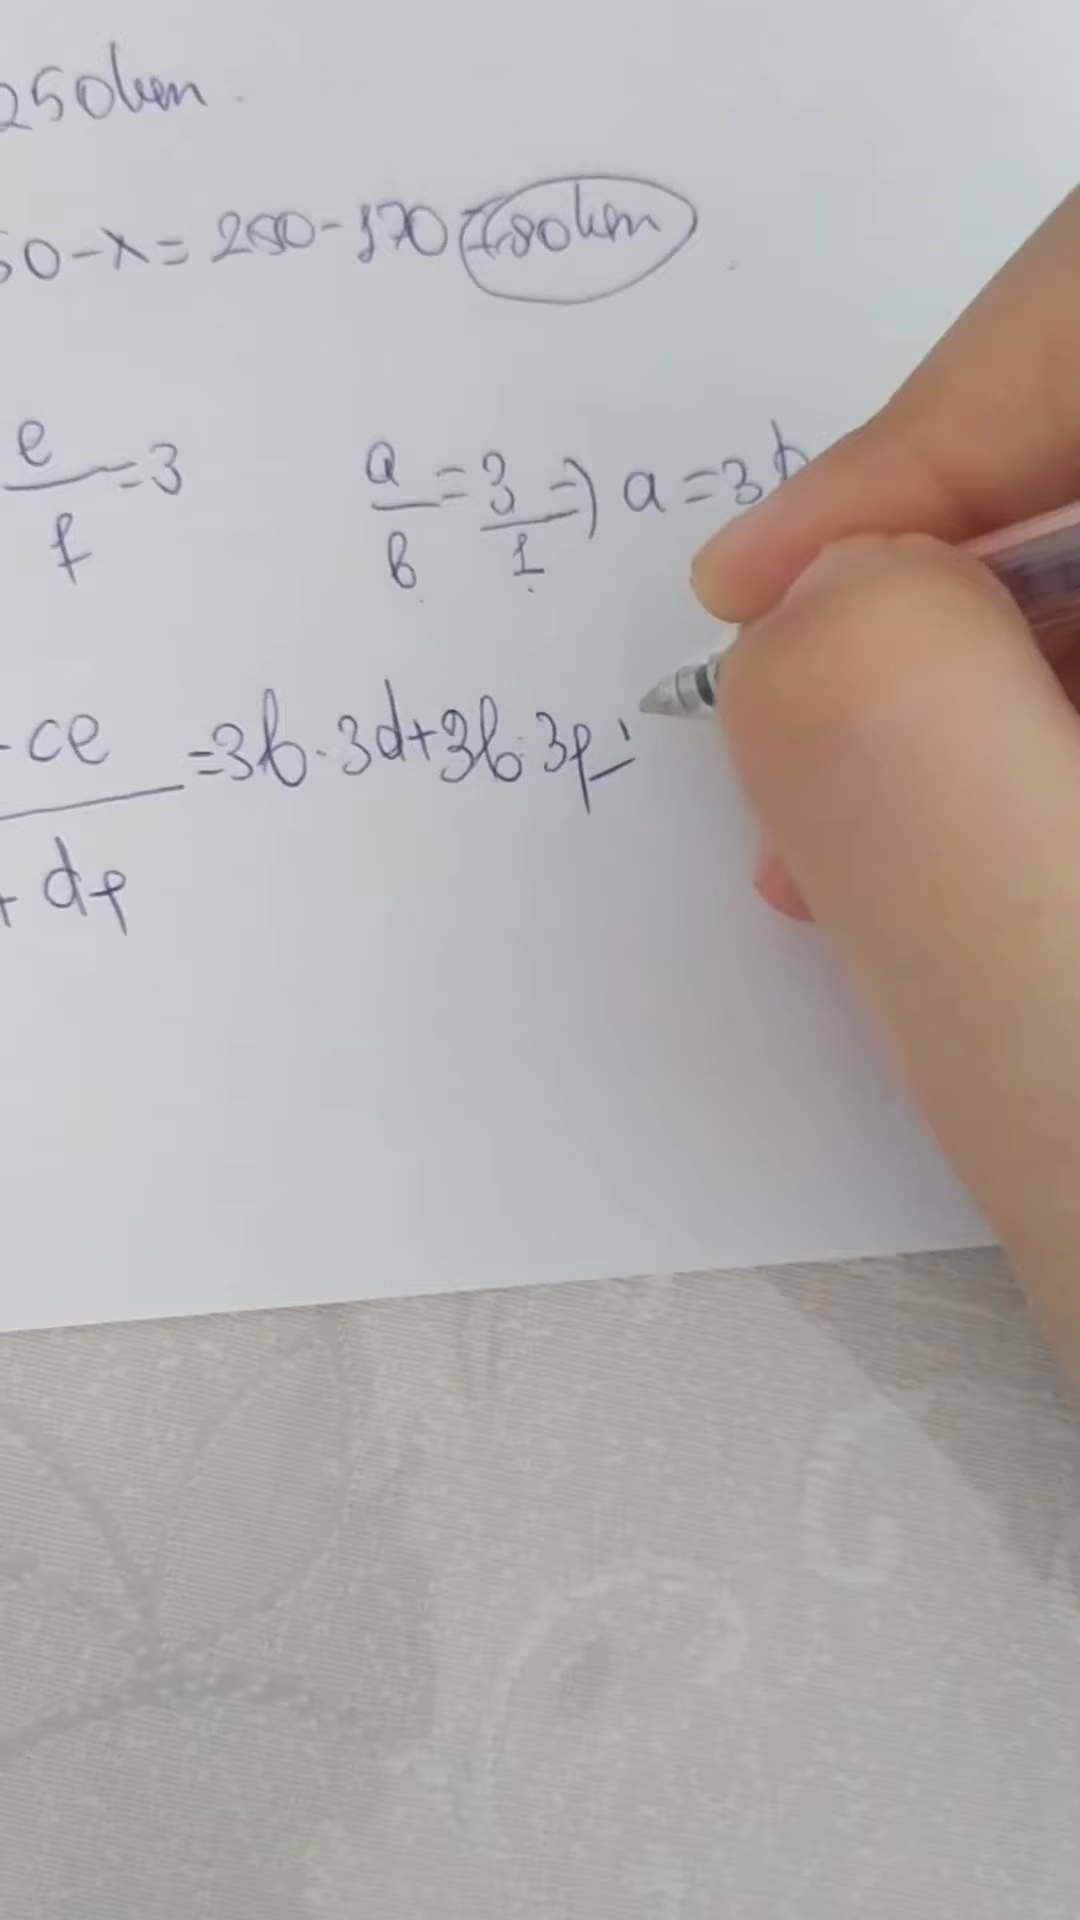 250km
50-x=250-170=80km
e/f=3 a/b=3/1 => a=3b
-ce/+df =3b·3d+3b·3f